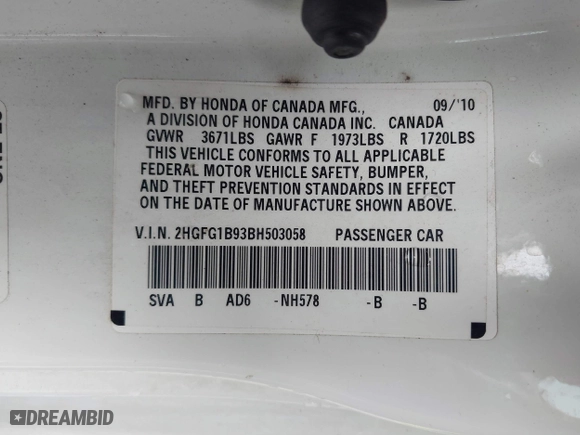 MFD. BY HONDA OF CANADA MFG., 09/'10
A DIVISION OF HONDA CANADA INC. CANADA
GVWR 3671LBS GAWR F 1973LBS R 1720LBS
THIS VEHICLE CONFORMS TO ALL APPLICABLE
FEDERAL MOTOR VEHICLE SAFETY, BUMPER,
AND THEFT PREVENTION STANDARDS IN EFFECT
ON THE DATE OF MANUFACTURE SHOWN ABOVE.
V.I.N. 2HGFG1B93BH503058 PASSENGER CAR
SVA B AD6 -NH578 -B -B
DREAMBID